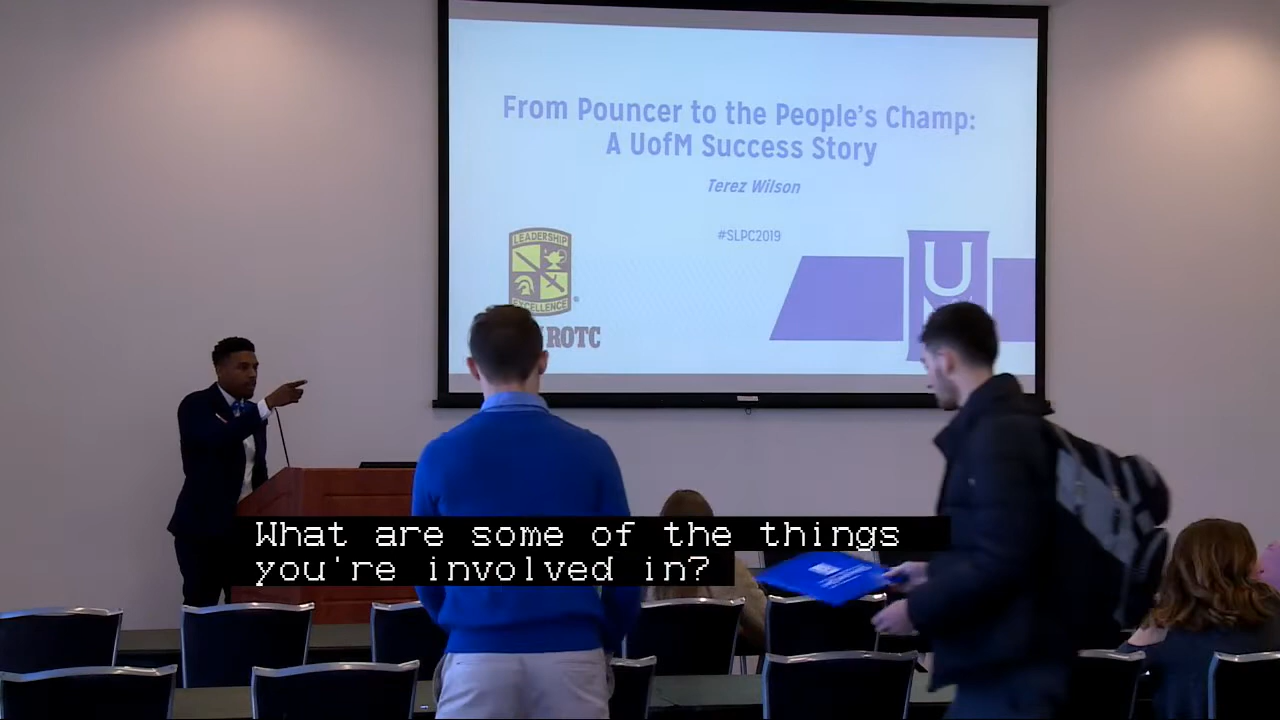 From Pouncer to the People's Champ:
A UofM Success Story
Terez Wilson
#SLPC2019
LEADERSHIP
EXCELLENCE
ROTC
U
What are some of the things
you're involved in?